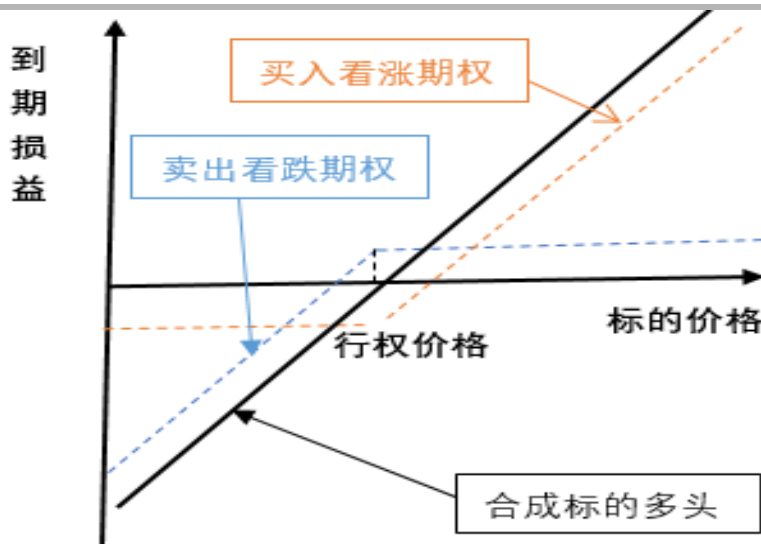 到期损益
买入看涨期权
卖出看跌期权
标的价格
行权价格
合成标的多头